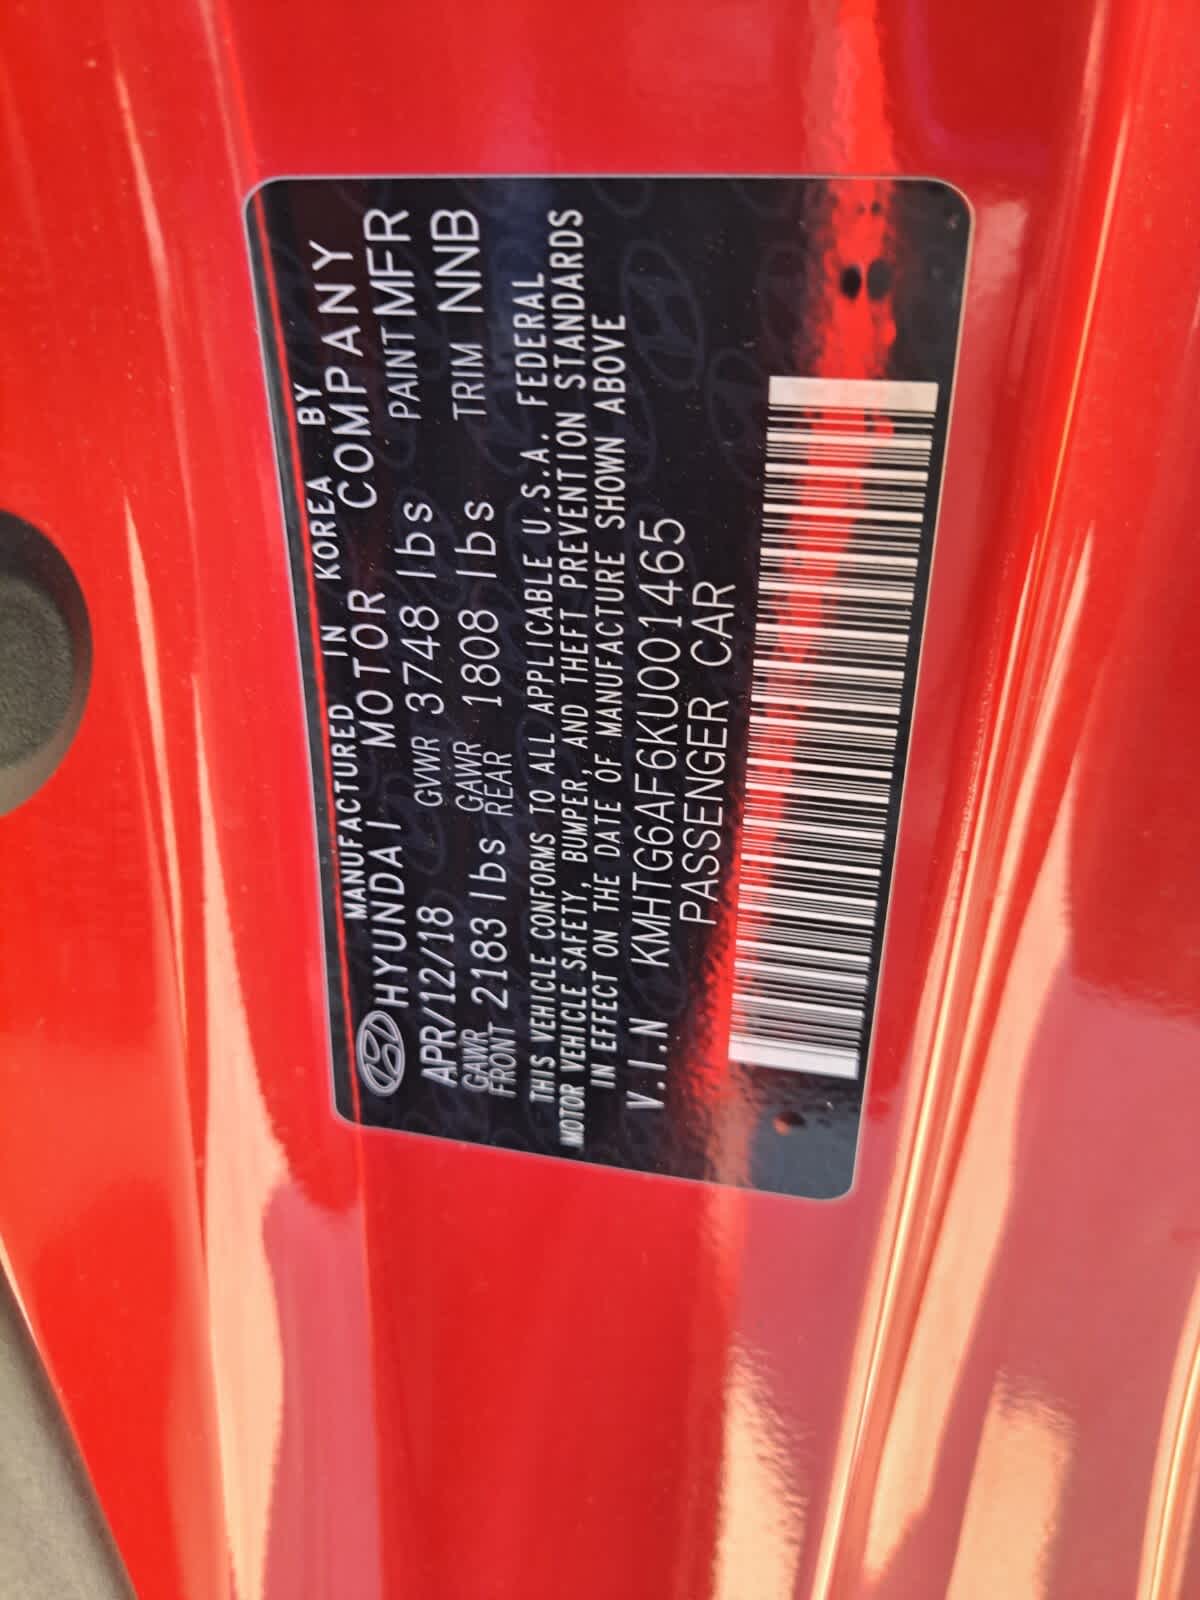 MANUFACTURED IN KOREA BY
HYUNDAI MOTOR COMPANY
APR/12/18 GVWR 3748 lbs PAINT MFR
GAWR FRONT 2183 lbs GAWR REAR 1808 lbs TRIM NNB
THIS VEHICLE CONFORMS TO ALL APPLICABLE U.S.A. FEDERAL
MOTOR VEHICLE SAFETY, BUMPER, AND THEFT PREVENTION STANDARDS
IN EFFECT ON THE DATE OF MANUFACTURE SHOWN ABOVE
V.I.N KMHTG6AF6KU001465
PASSENGER CAR